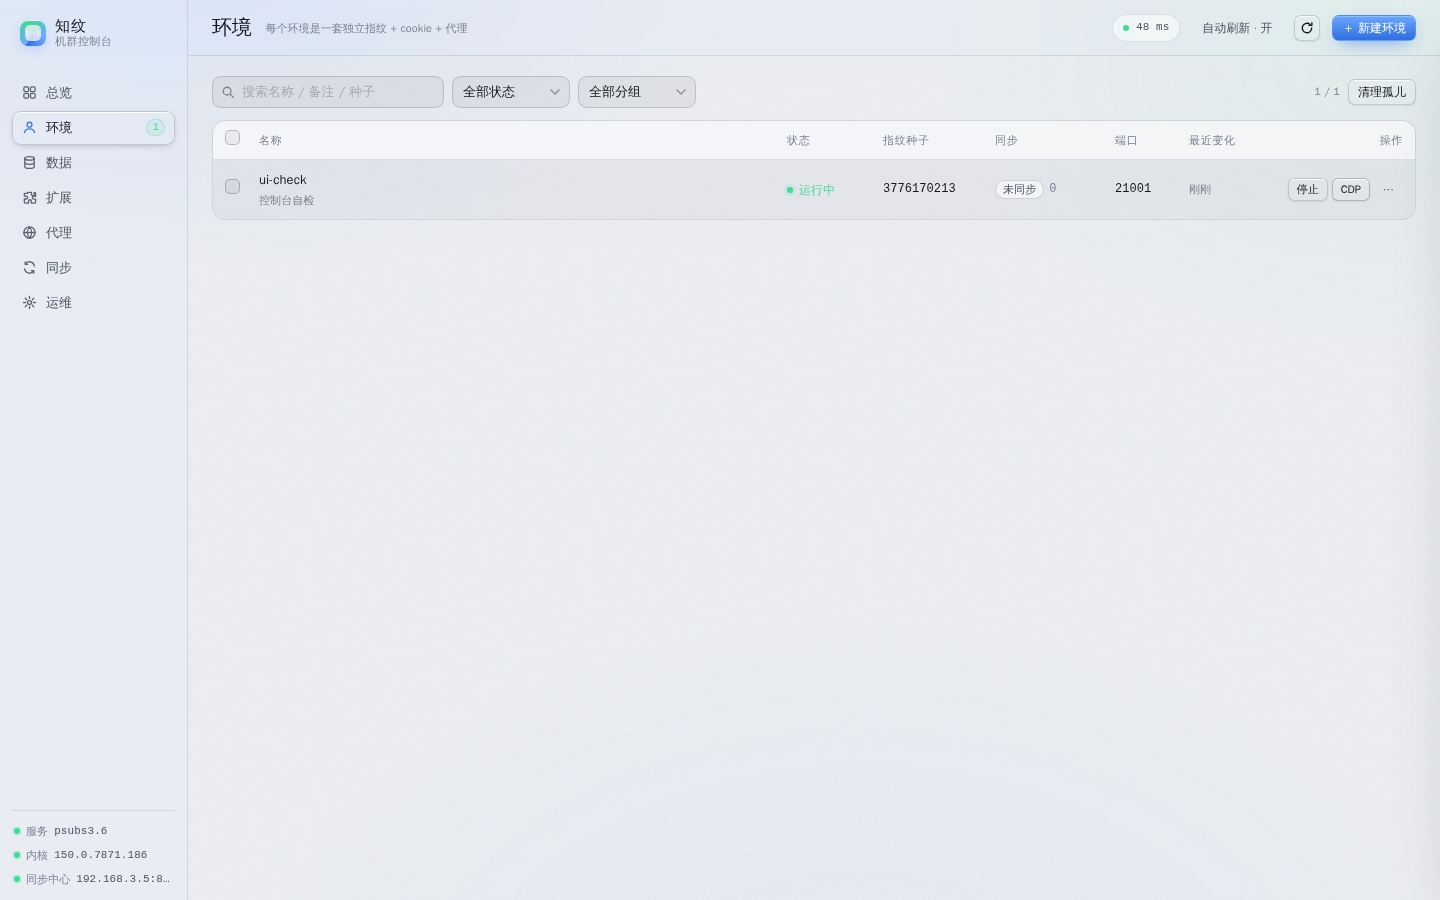 知纹
机群控制台
总览
环境 1
数据
扩展
代理
同步
运维
服务 psubs3.6
内核 150.0.7871.186
同步中心 192.168.3.5:8…
环境 每个环境是一套独立指纹 + cookie + 代理
48 ms
自动刷新 · 开
+ 新建环境
搜索名称 / 备注 / 种子
全部状态
全部分组
1 / 1
清理孤儿
名称 状态 指纹种子 同步 端口 最近变化 操作
ui-check 运行中 3776170213 未同步 0 21001 刚刚 停止 CDP ···
控制台自检